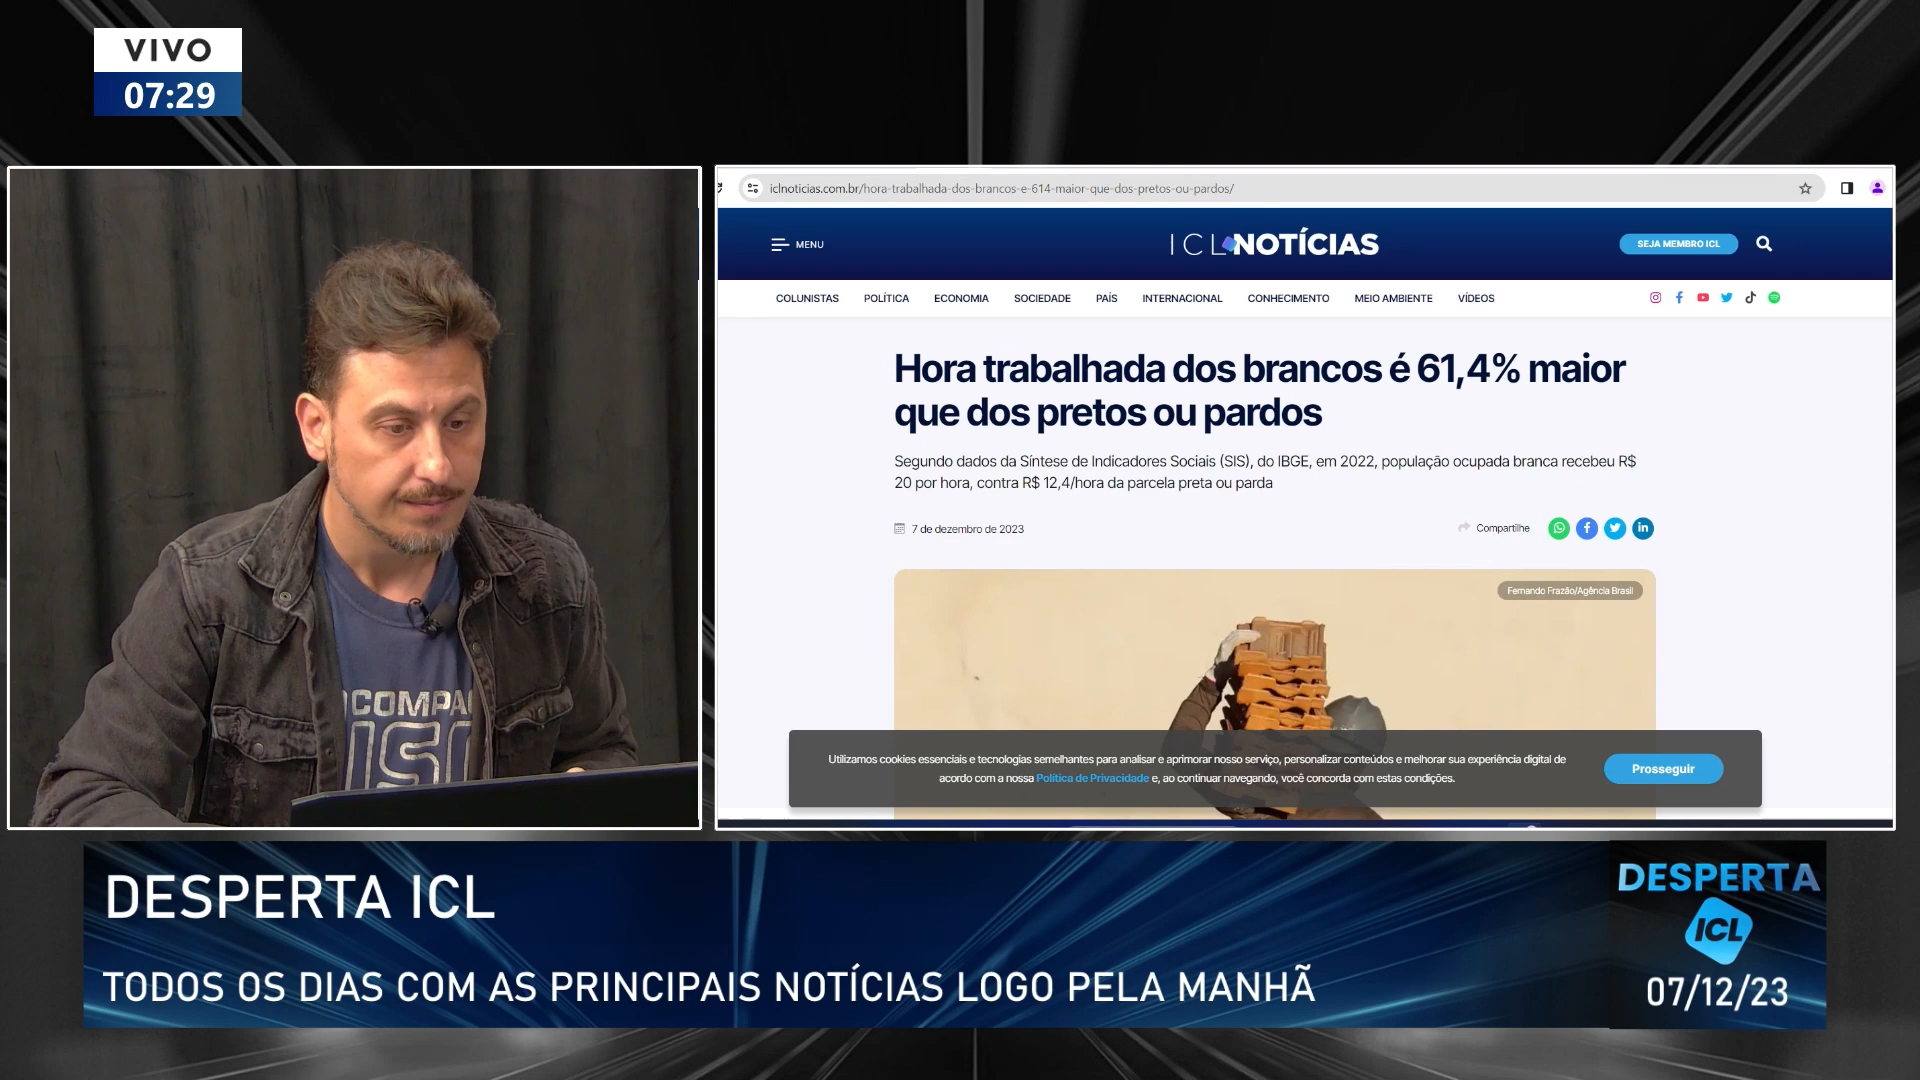 VIVO
07:29
iclnoticias.com.br/hora-trabalhada-dos-brancos-e-614-maior-que-dos-pretos-ou-pardos/
MENU
ICL NOTÍCIAS
SEJA MEMBRO ICL
COLUNISTAS POLÍTICA ECONOMIA SOCIEDADE PAÍS INTERNACIONAL CONHECIMENTO MEIO AMBIENTE VÍDEOS
Hora trabalhada dos brancos é 61,4% maior
que dos pretos ou pardos
Segundo dados da Síntese de Indicadores Sociais (SIS), do IBGE, em 2022, população ocupada branca recebeu R$
20 por hora, contra R$ 12,4/hora da parcela preta ou parda
7 de dezembro de 2023
Compartilhe
Fernando Frazão/Agência Brasil
Utilizamos cookies essenciais e tecnologias semelhantes para analisar e aprimorar nosso serviço, personalizar conteúdos e melhorar sua experiência digital de
acordo com a nossa Política de Privacidade e, ao continuar navegando, você concorda com estas condições.
Prosseguir
COMPA
DESPERTA ICL
TODOS OS DIAS COM AS PRINCIPAIS NOTÍCIAS LOGO PELA MANHÃ
DESPERTA
ICL
07/12/23